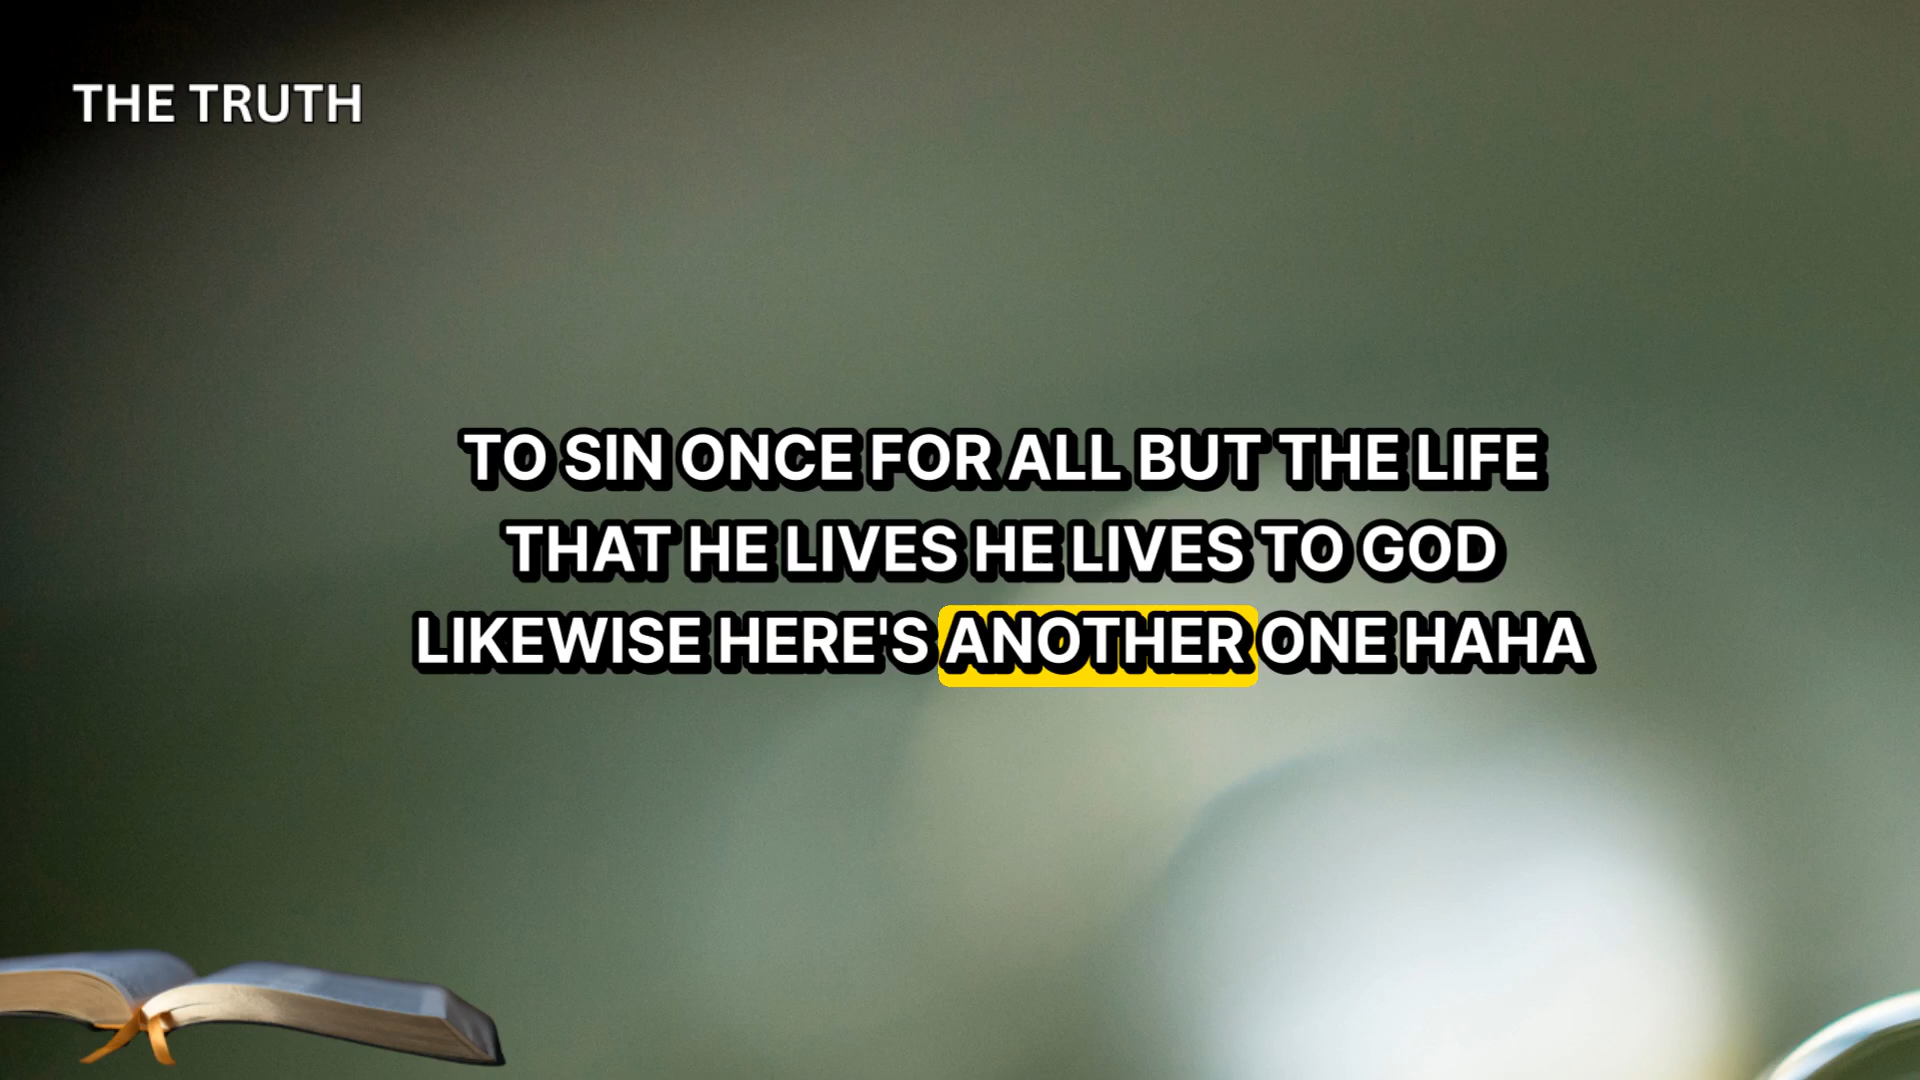 THE TRUTH
TO SIN ONCE FOR ALL BUT THE LIFE
THAT HE LIVES HE LIVES TO GOD
LIKEWISE HERE'S ANOTHER ONE HAHA